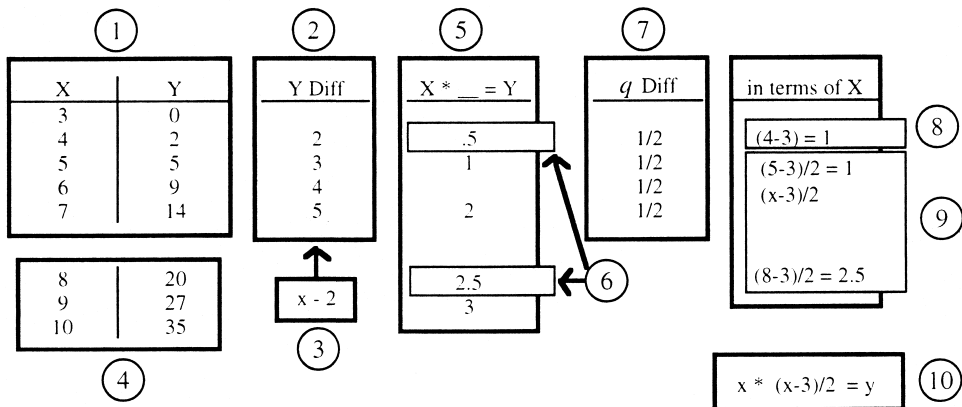 1
2
5
7
X Y
3 0
4 2
5 5
6 9
7 14
Y Diff
2
3
4
5
X * __ = Y
.5
1
2
2.5
3
q Diff
1/2
1/2
1/2
1/2
in terms of X
(4-3) = 1
(5-3)/2 = 1
(x-3)/2
(8-3)/2 = 2.5
8
9
6
x - 2
3
8 20
9 27
10 35
4
x * (x-3)/2 = y
10